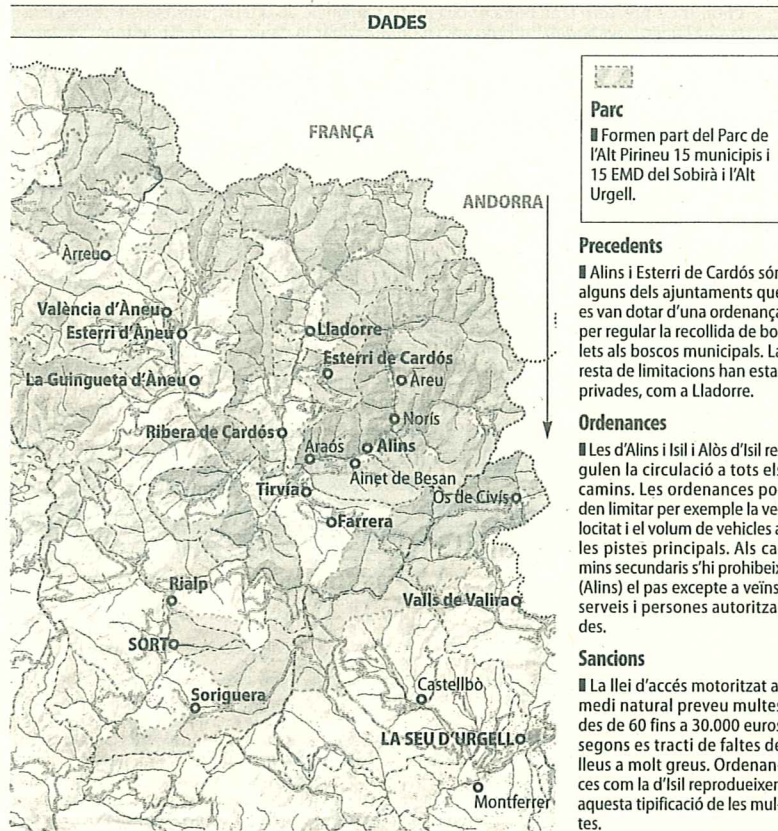 DADES
FRANÇA
ANDORRA
Àrreu
València d'Àneu
Esterri d'Àneu
La Guingueta d'Àneu
Lladorre
Esterri de Cardós
Àreu
Norís
Ribera de Cardós
Araós
Alins
Ainet de Besan
Tírvia
Os de Civís
Farrera
Rialp
Valls de Valira
SORT
Soriguera
Castellbò
LA SEU D'URGELL
Montferrer
Parc
Formen part del Parc de
l'Alt Pirineu 15 municipis i
15 EMD del Sobirà i l'Alt
Urgell.
Precedents
Alins i Esterri de Cardós són
alguns dels ajuntaments que
es van dotar d'una ordenança
per regular la recollida de bo
lets als boscos municipals. La
resta de limitacions han esta
privades, com a Lladorre.
Ordenances
Les d'Alins i Isil i Alòs d'Isil re
gulen la circulació a tots els
camins. Les ordenances po
den limitar per exemple la ve
locitat i el volum de vehicles a
les pistes principals. Als ca
mins secundaris s'hi prohibeix
(Alins) el pas excepte a veïns
serveis i persones autoritza
des.
Sancions
La llei d'accés motoritzat a
medi natural preveu multes
des de 60 fins a 30.000 euros
segons es tracti de faltes de
lleus a molt greus. Ordenan
ces com la d'Isil reprodueixen
aquesta tipificació de les mul-
tes.